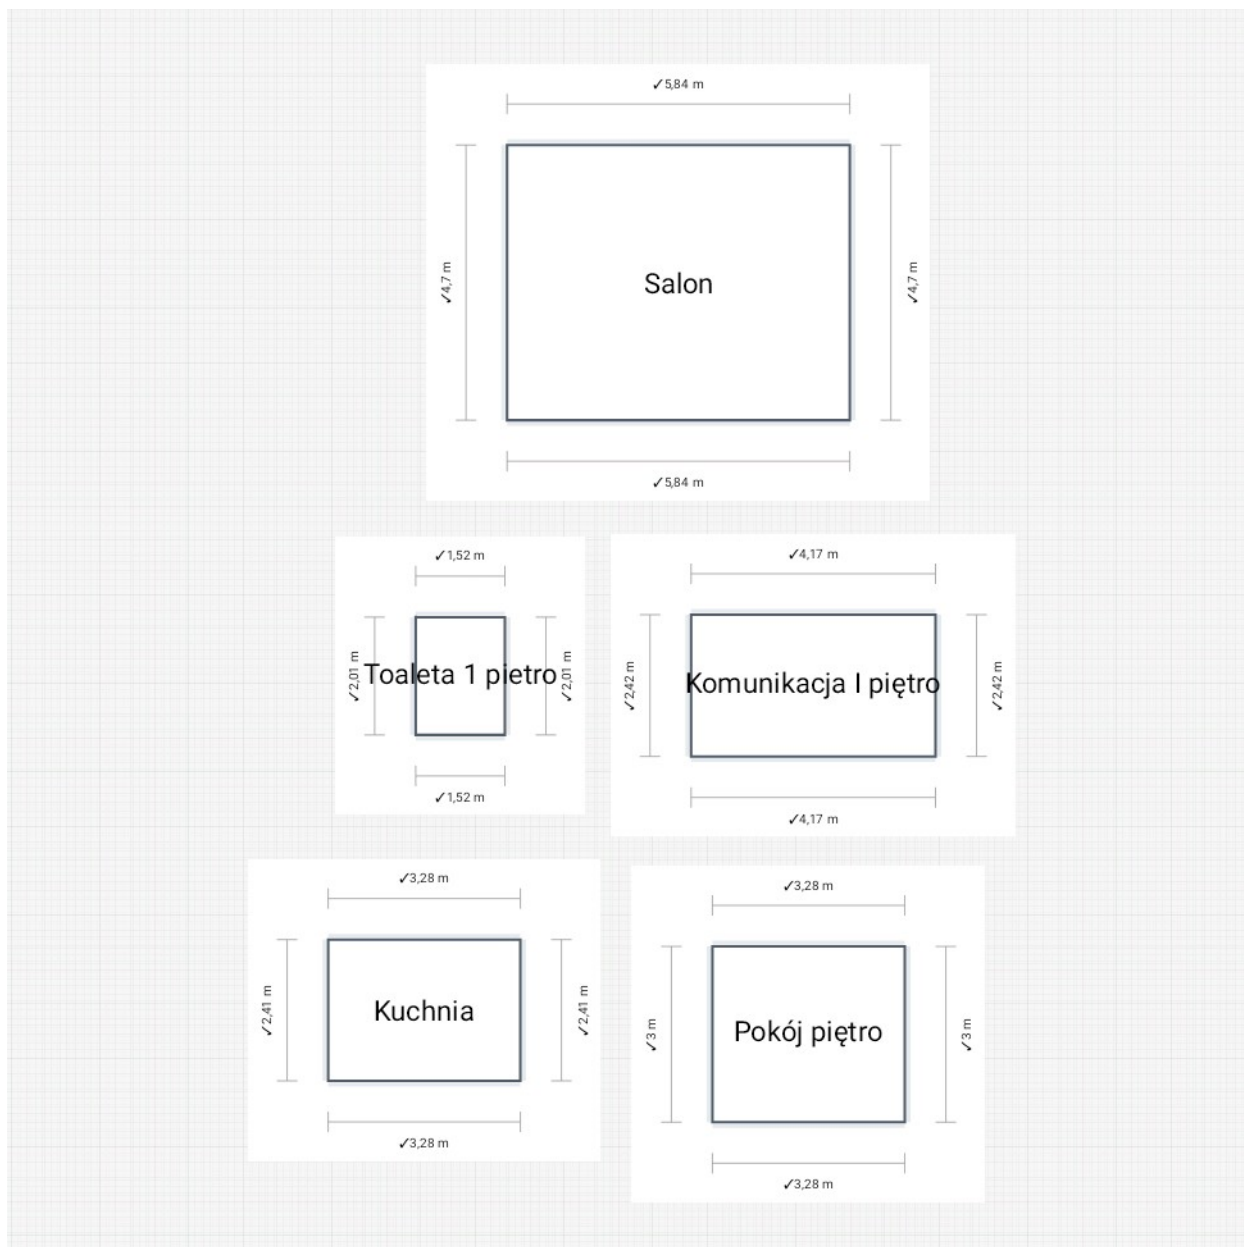 ✓5,84 m
✓4,7 m
Salon
✓4,7 m
✓5,84 m
✓1,52 m
✓2,01 m
Toaleta 1 pietro
✓2,01 m
✓1,52 m
✓4,17 m
✓2,42 m
Komunikacja I piętro
✓2,42 m
✓4,17 m
✓3,28 m
✓2,41 m
Kuchnia
✓2,41 m
✓3,28 m
✓3,28 m
✓3 m
Pokój piętro
✓3 m
✓3,28 m